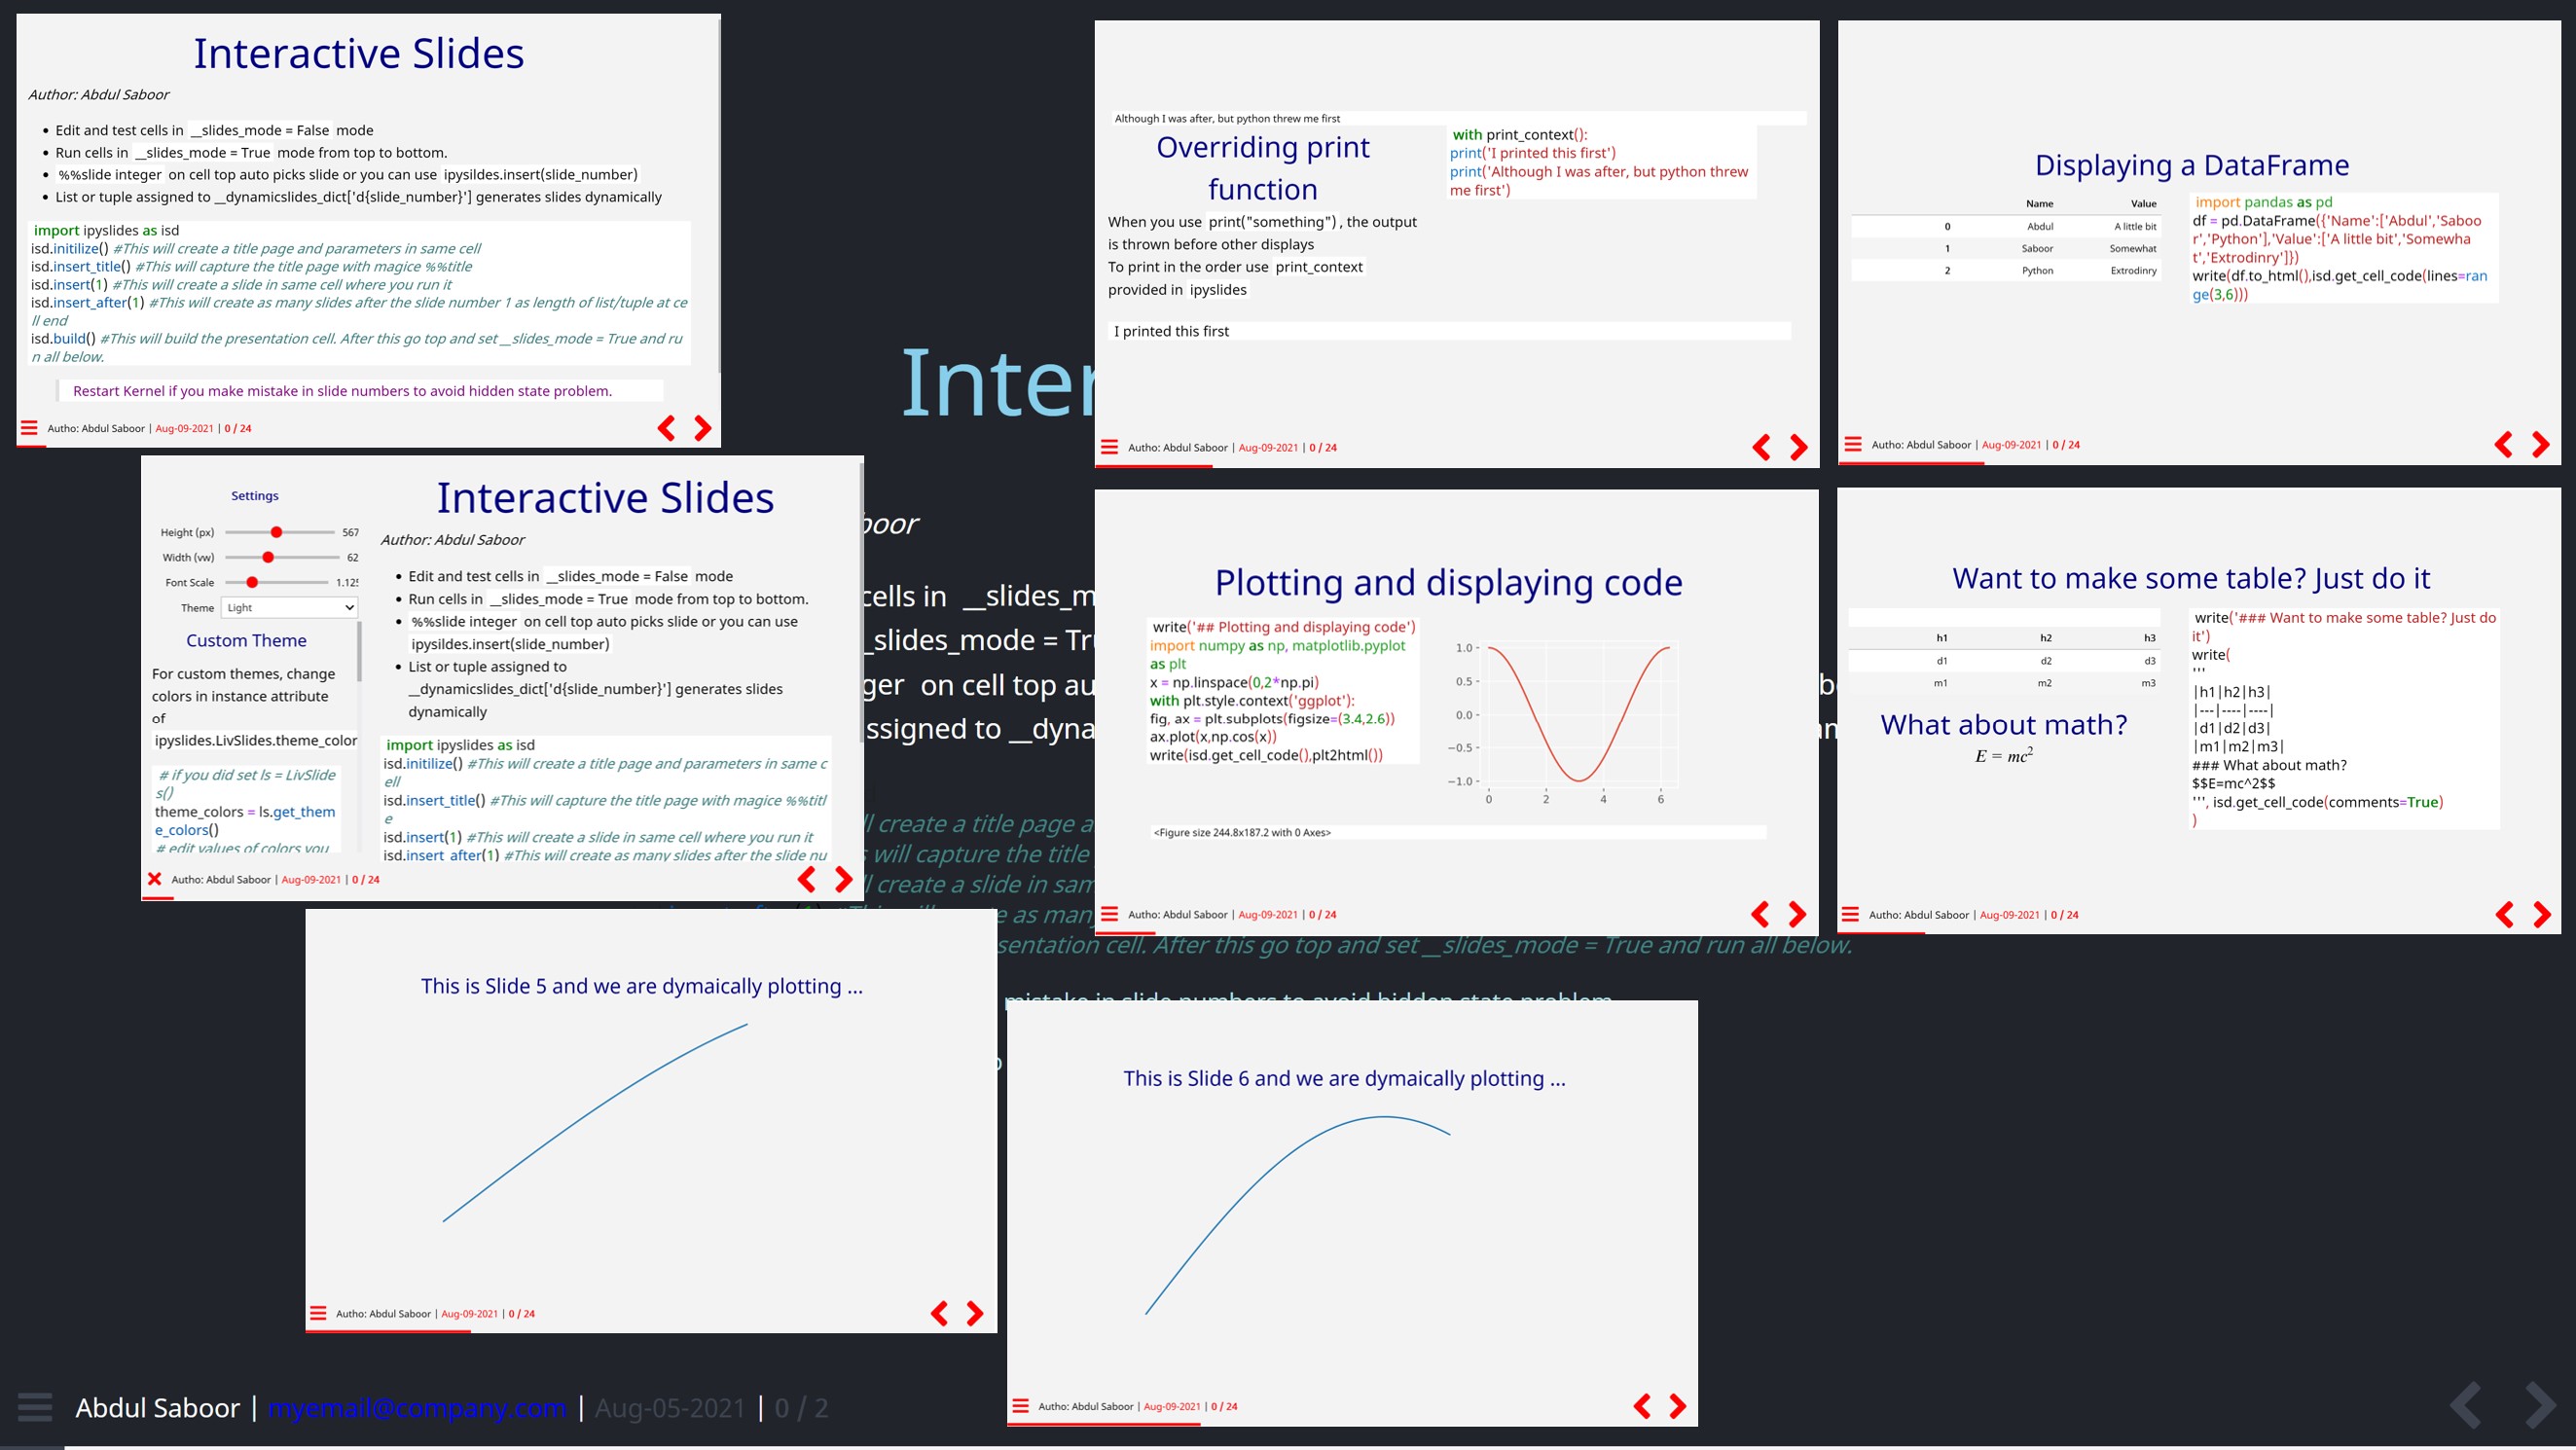 Interactive Slides
Author: Abdul Saboor
Edit and test cells in __slides_mode = False mode
Run cells in __slides_mode = True mode from top to bottom.
%%slide integer on cell top auto picks slide or you can use ipysildes.insert(slide_number)
List or tuple assigned to __dynamicslides_dict['d{slide_number}'] generates slides dynamically
import ipyslides as isd
isd.initilize() #This will create a title page and parameters in same cell
isd.insert_title() #This will capture the title page with magice %%title
isd.insert(1) #This will create a slide in same cell where you run it
isd.insert_after(1) #This will create as many slides after the slide number 1 as length of list/tuple at ce
ll end
isd.build() #This will build the presentation cell. After this go top and set __slides_mode = True and ru
n all below.
Restart Kernel if you make mistake in slide numbers to avoid hidden state problem.
Autho: Abdul Saboor | Aug-09-2021 | 0 / 24
Although I was after, but python threw me first
Overriding print
function
When you use print("something"), the output
is thrown before other displays
To print in the order use print_context
provided in ipyslides
with print_context():
print('I printed this first')
print('Although I was after, but python threw
me first')
I printed this first
Autho: Abdul Saboor | Aug-09-2021 | 0 / 24
Displaying a DataFrame
Name Value
0 Abdul A little bit
1 Saboor Somewhat
2 Python Extrodinry
import pandas as pd
df = pd.DataFrame({'Name':['Abdul','Saboo
r','Python'],'Value':['A little bit','Somewha
t','Extrodinry']})
write(df.to_html(),isd.get_cell_code(lines=ran
ge(3,6)))
Autho: Abdul Saboor | Aug-09-2021 | 0 / 24
Inter
Settings
Height (px) 567
Width (vw) 62
Font Scale 1.125
Theme Light
Custom Theme
For custom themes, change
colors in instance attribute
of
ipyslides.LivSlides.theme_color
# if you did set ls = LivSlide
s()
theme_colors = ls.get_them
e_colors()
# edit values of colors you
Interactive Slides
Author: Abdul Saboor
Edit and test cells in __slides_mode = False mode
Run cells in __slides_mode = True mode from top to bottom.
%%slide integer on cell top auto picks slide or you can use
ipysildes.insert(slide_number)
List or tuple assigned to
__dynamicslides_dict['d{slide_number}'] generates slides
dynamically
import ipyslides as isd
isd.initilize() #This will create a title page and parameters in same c
ell
isd.insert_title() #This will capture the title page with magice %%titl
e
isd.insert(1) #This will create a slide in same cell where you run it
isd.insert_after(1) #This will create as many slides after the slide nu
Autho: Abdul Saboor | Aug-09-2021 | 0 / 24
boor
cells in __slides_m
_slides_mode = Tru
ger on cell top au
ssigned to __dyna
ll create a title page a
s will capture the title
ll create a slide in sam
e as many
sentation cell. After this go top and set __slides_mode = True and run all below.
mistake in slide numbers to avoid hidden state problem.
Plotting and displaying code
write('## Plotting and displaying code')
import numpy as np, matplotlib.pyplot
as plt
x = np.linspace(0,2*np.pi)
with plt.style.context('ggplot'):
fig, ax = plt.subplots(figsize=(3.4,2.6))
ax.plot(x,np.cos(x))
write(isd.get_cell_code(),plt2html())
1.0
0.5
0.0
−0.5
−1.0
0 2 4 6
<Figure size 244.8x187.2 with 0 Axes>
Autho: Abdul Saboor | Aug-09-2021 | 0 / 24
Want to make some table? Just do it
h1 h2 h3
d1 d2 d3
m1 m2 m3
What about math?
E = mc²
write('### Want to make some table? Just do
it')
write(
'''
|h1|h2|h3|
|---|----|----|
|d1|d2|d3|
|m1|m2|m3|
### What about math?
$$E=mc^2$$
''', isd.get_cell_code(comments=True)
)
Autho: Abdul Saboor | Aug-09-2021 | 0 / 24
This is Slide 5 and we are dymaically plotting ...
Autho: Abdul Saboor | Aug-09-2021 | 0 / 24
This is Slide 6 and we are dymaically plotting ...
Autho: Abdul Saboor | Aug-09-2021 | 0 / 24
Abdul Saboor | myemail@company.com | Aug-05-2021 | 0 / 2